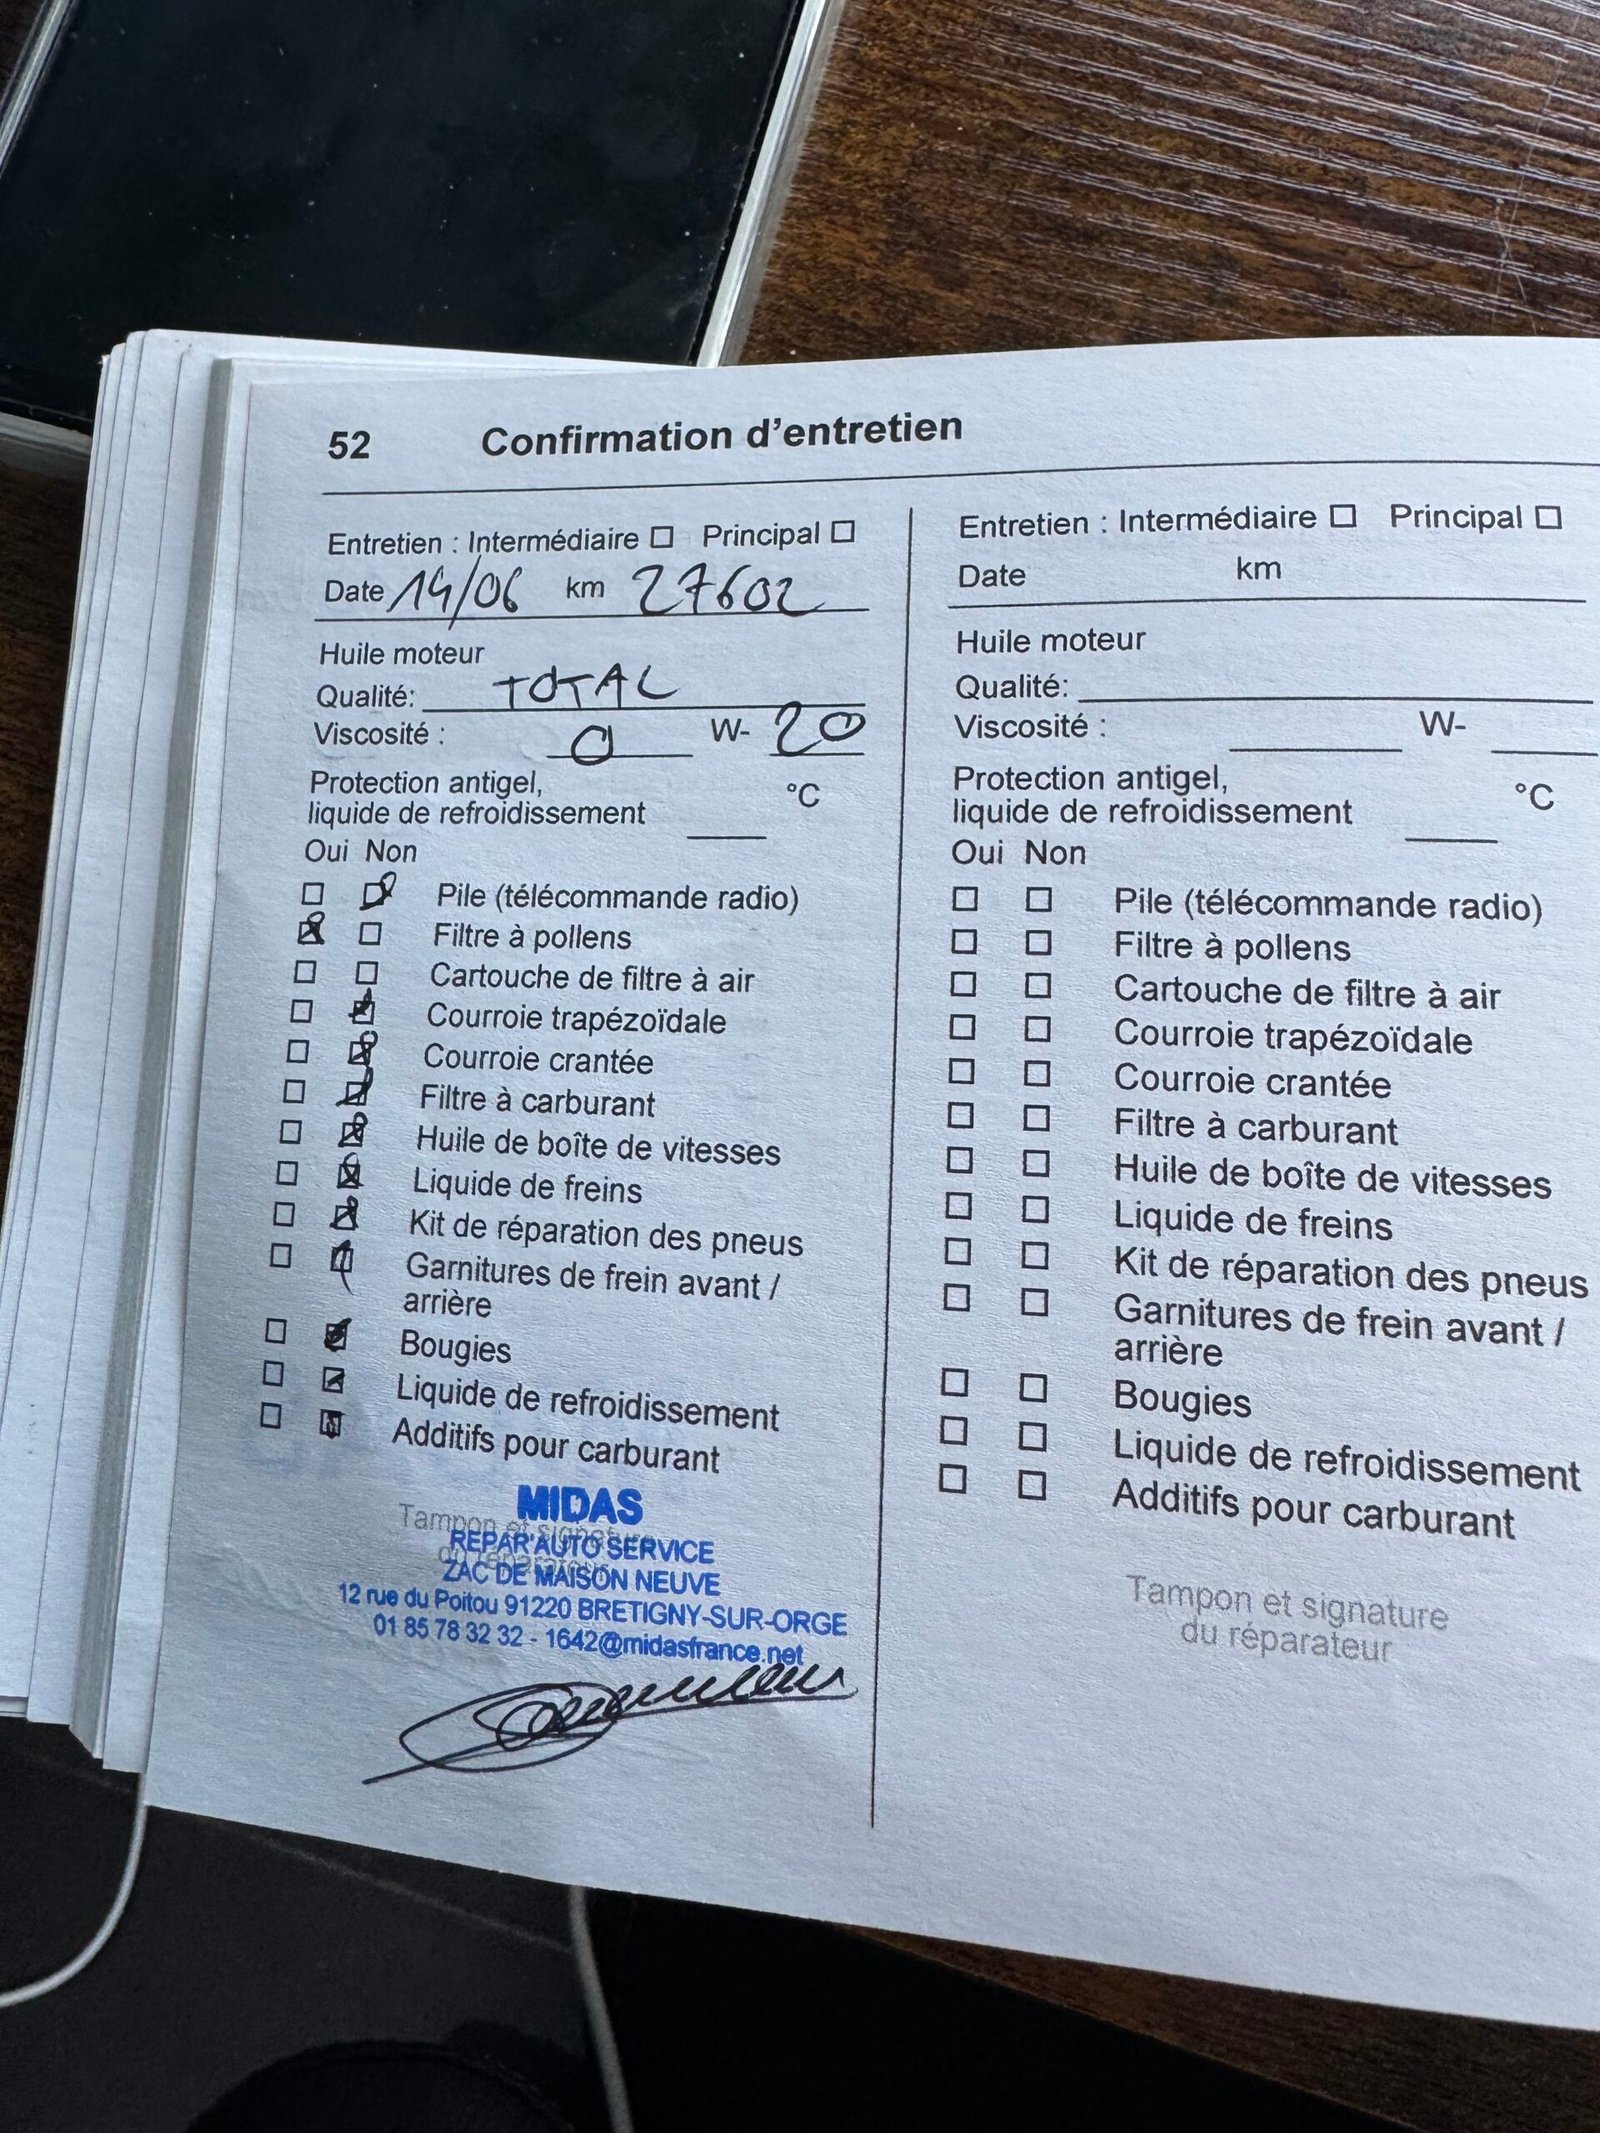 52 Confirmation d'entretien
Entretien : Intermédiaire ☐ Principal ☐
Date 14/06 km 27602
Huile moteur
Qualité: TOTAL
Viscosité : 0 W- 20
Protection antigel,
liquide de refroidissement °C
Oui Non
Pile (télécommande radio)
Filtre à pollens
Cartouche de filtre à air
Courroie trapézoïdale
Courroie crantée
Filtre à carburant
Huile de boîte de vitesses
Liquide de freins
Kit de réparation des pneus
Garnitures de frein avant /
arrière
Bougies
Liquide de refroidissement
Additifs pour carburant
Tampon et signature
du réparateur
MIDAS
REPAR'AUTO SERVICE
ZAC DE MAISON NEUVE
12 rue du Poitou 91220 BRETIGNY-SUR-ORGE
01 85 78 32 32 - 1642@midasfrance.net
Entretien : Intermédiaire ☐ Principal ☐
Date km
Huile moteur
Qualité:
Viscosité : W-
Protection antigel,
liquide de refroidissement °C
Oui Non
Pile (télécommande radio)
Filtre à pollens
Cartouche de filtre à air
Courroie trapézoïdale
Courroie crantée
Filtre à carburant
Huile de boîte de vitesses
Liquide de freins
Kit de réparation des pneus
Garnitures de frein avant /
arrière
Bougies
Liquide de refroidissement
Additifs pour carburant
Tampon et signature
du réparateur